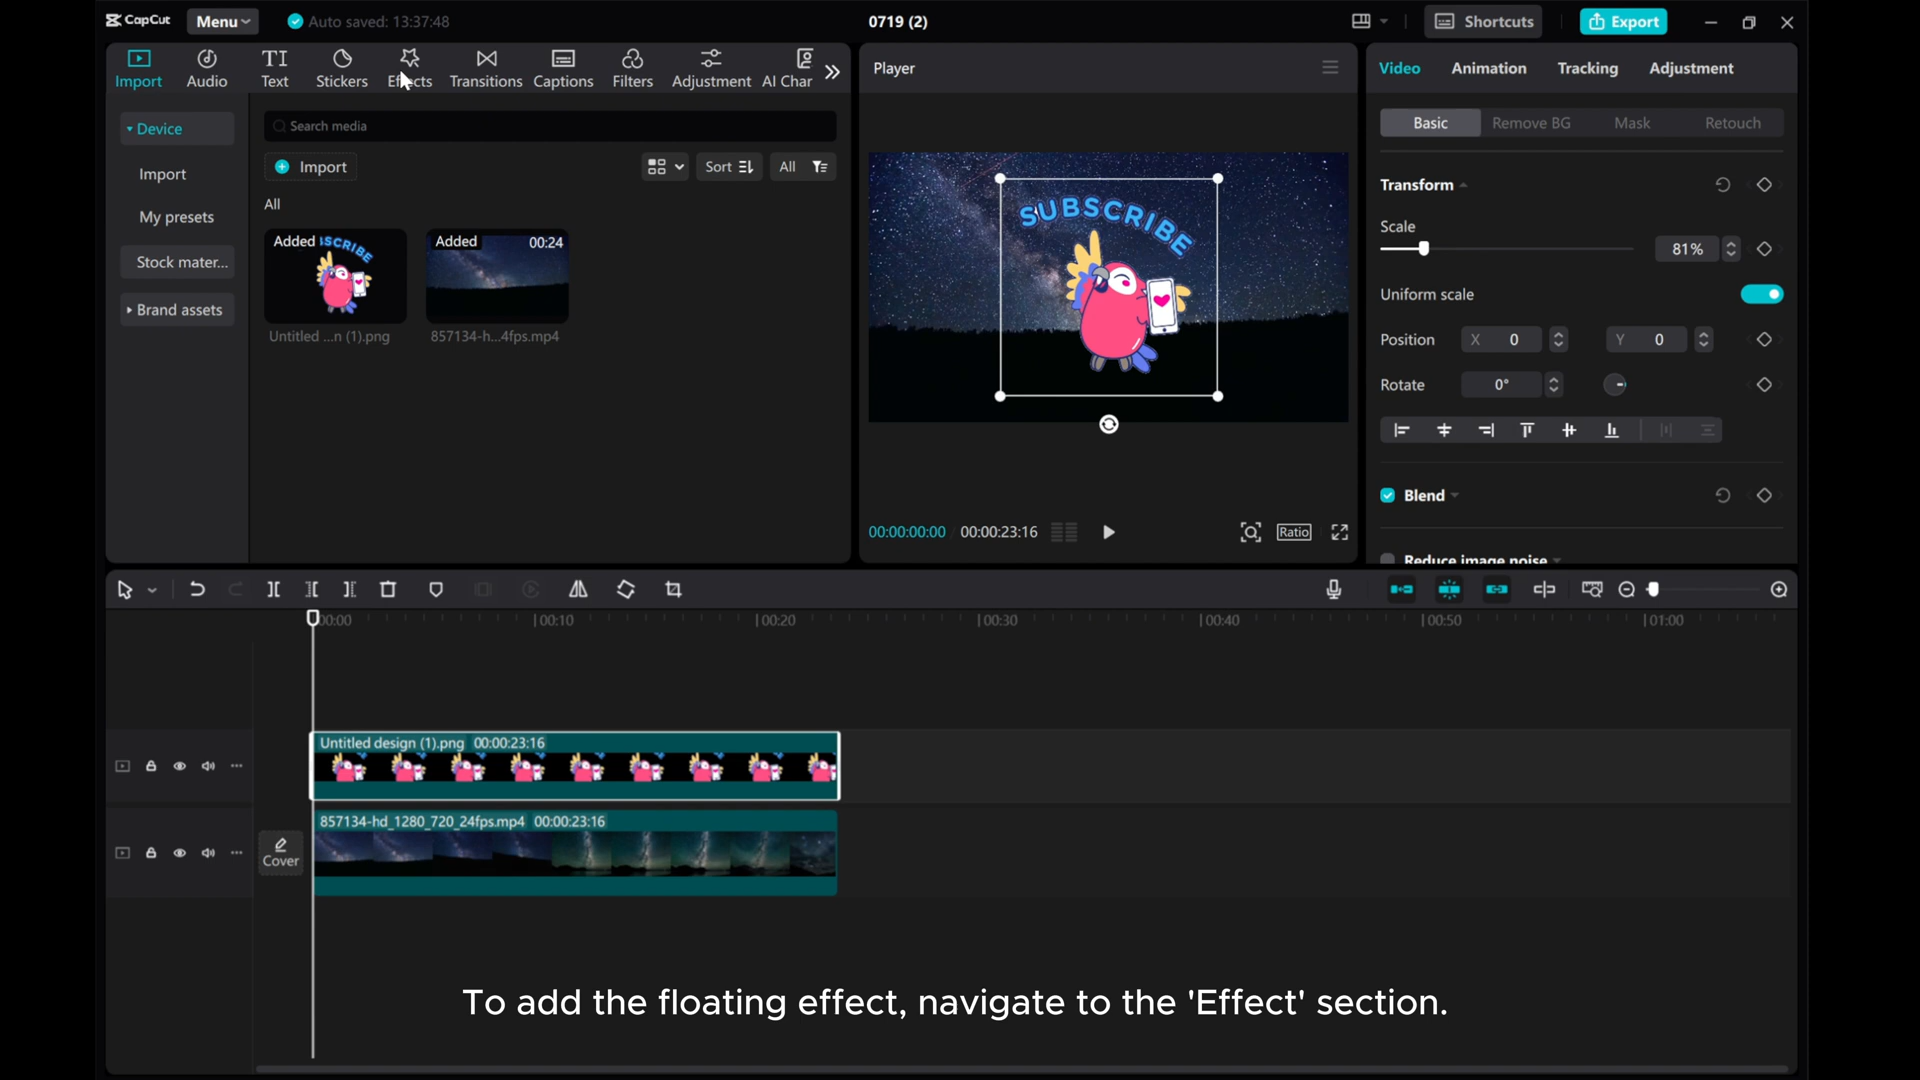 CapCut
Menu
Auto saved: 13:37:48
0719 (2)
Shortcuts
Export
Import
Audio
TI
Text
Stickers
Effects
Transitions
Captions
Filters
Adjustment
AI Char
Device
Import
My presets
Stock mater...
Brand assets
Search media
Import
Sort
All
All
Added
SCRIBE
Untitled ...n (1).png
Added
00:24
857134-h...4fps.mp4
Player
SUBSCRIBE
00:00:00:00
00:00:23:16
Ratio
Video
Animation
Tracking
Adjustment
Basic
Remove BG
Mask
Retouch
Transform
Scale
81%
Uniform scale
Position
X 0
Y 0
Rotate
0°
Blend
Reduce image noise
00:00
00:10
00:20
00:30
00:40
00:50
01:00
Untitled design (1).png 00:00:23:16
Cover
857134-hd_1280_720_24fps.mp4 00:00:23:16
To add the floating effect, navigate to the 'Effect' section.